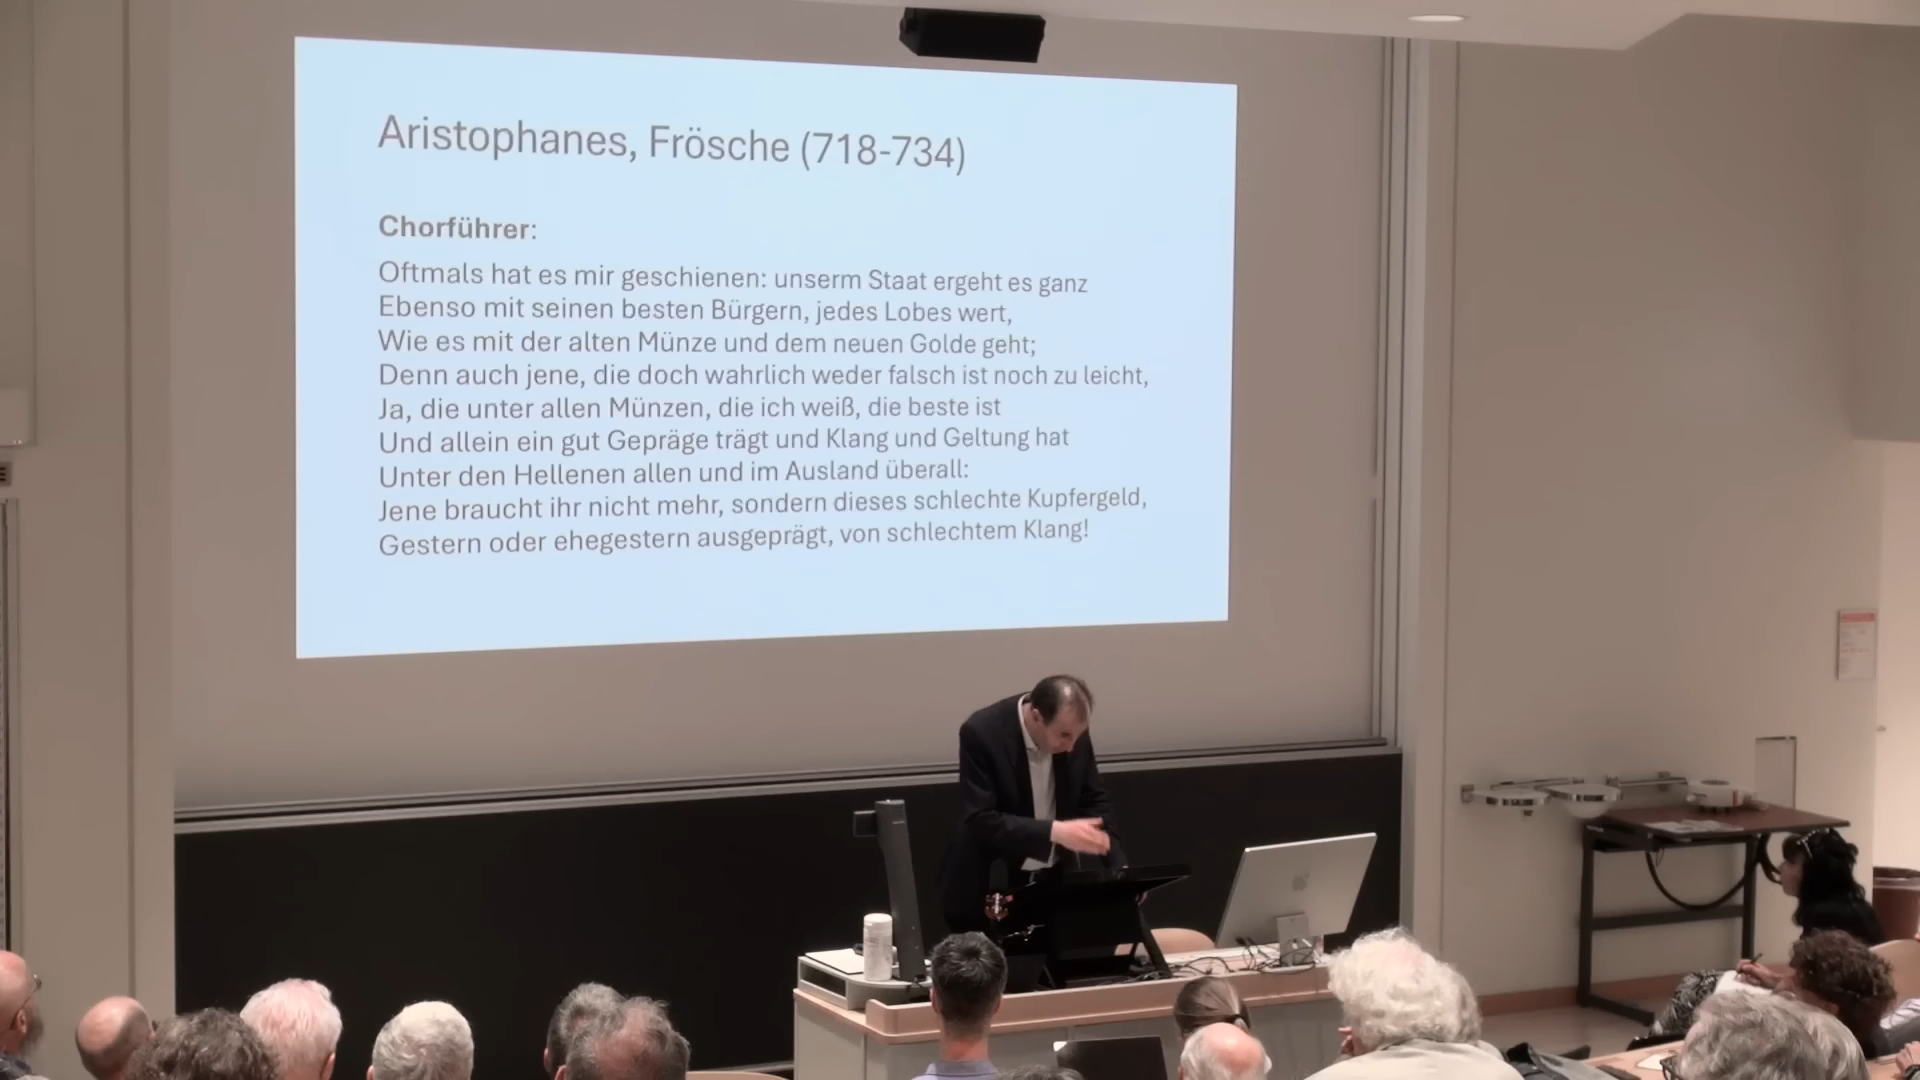 Aristophanes, Frösche (718-734)
Chorführer:
Oftmals hat es mir geschienen: unserm Staat ergeht es ganz
Ebenso mit seinen besten Bürgern, jedes Lobes wert,
Wie es mit der alten Münze und dem neuen Golde geht;
Denn auch jene, die doch wahrlich weder falsch ist noch zu leicht,
Ja, die unter allen Münzen, die ich weiß, die beste ist
Und allein ein gut Gepräge trägt und Klang und Geltung hat
Unter den Hellenen allen und im Ausland überall:
Jene braucht ihr nicht mehr, sondern dieses schlechte Kupfergeld,
Gestern oder ehegestern ausgeprägt, von schlechtem Klang!